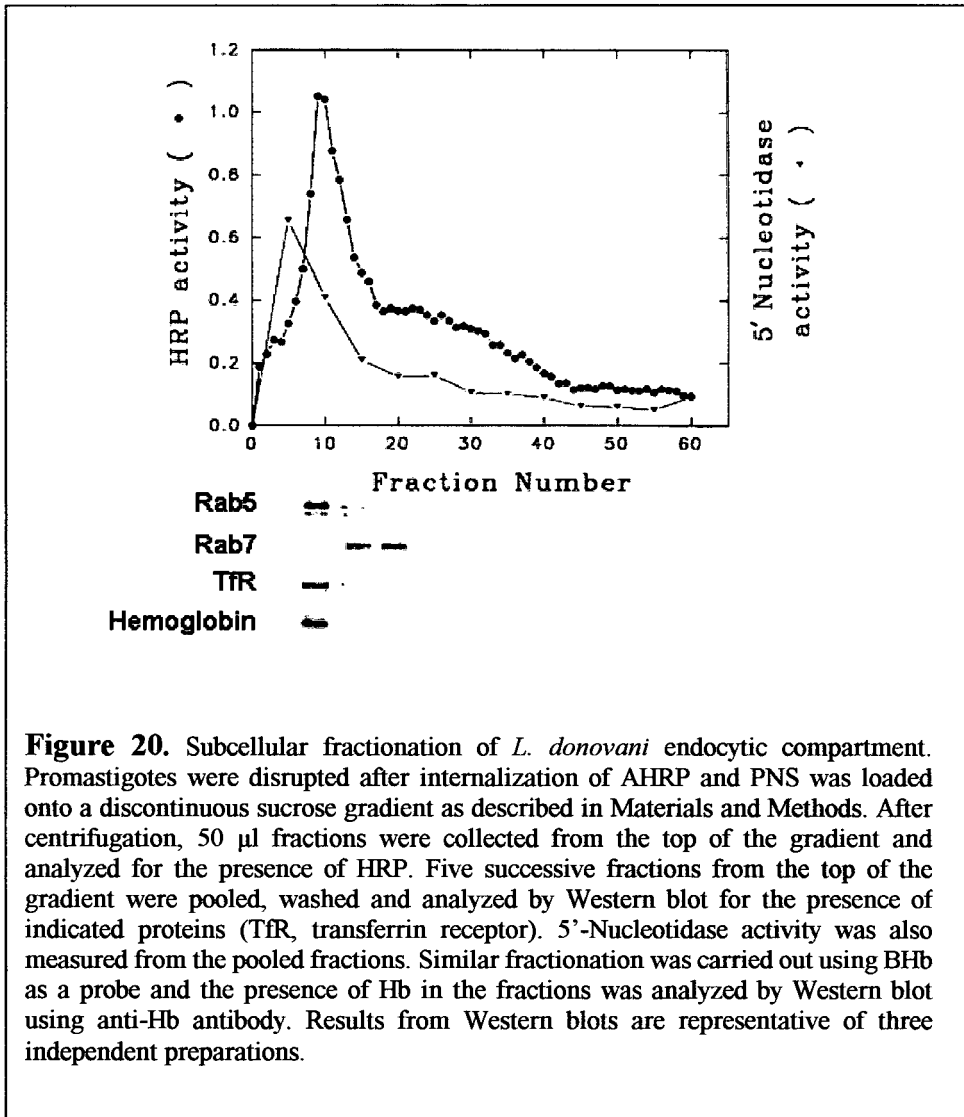 1.2
1.0
0.8
0.6
0.4
0.2
0.0
HRP activity ( • )
5' Nucleotidase
activity ( ▾ )
0 10 20 30 40 50 60
Fraction Number
Rab5
Rab7
TfR
Hemoglobin
Figure 20. Subcellular fractionation of L. donovani endocytic compartment.
Promastigotes were disrupted after internalization of AHRP and PNS was loaded
onto a discontinuous sucrose gradient as described in Materials and Methods. After
centrifugation, 50 µl fractions were collected from the top of the gradient and
analyzed for the presence of HRP. Five successive fractions from the top of the
gradient were pooled, washed and analyzed by Western blot for the presence of
indicated proteins (TfR, transferrin receptor). 5’-Nucleotidase activity was also
measured from the pooled fractions. Similar fractionation was carried out using BHb
as a probe and the presence of Hb in the fractions was analyzed by Western blot
using anti-Hb antibody. Results from Western blots are representative of three
independent preparations.